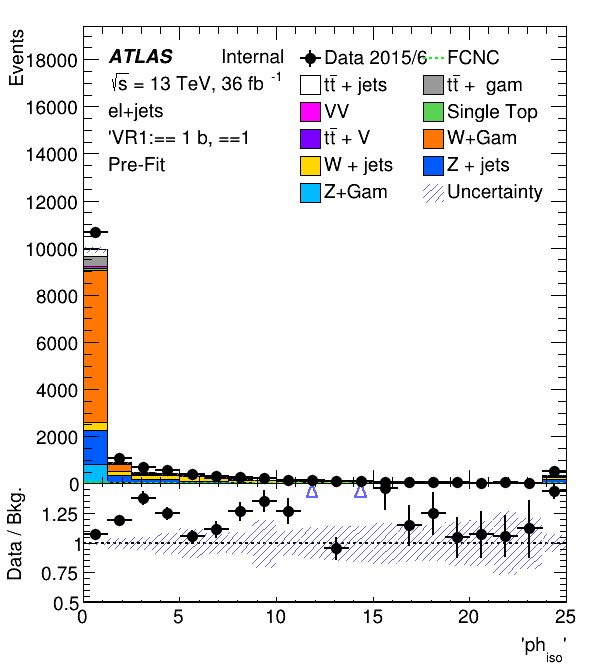 Events
18000
16000
14000
12000
10000
8000
6000
4000
2000
0
ATLAS Internal
√s = 13 TeV, 36 fb -1
el+jets
'VR1:== 1 b, ==1
Pre-Fit
Data 2015/6 FCNC
tt̄ + jets tt̄ + gam
VV Single Top
tt̄ + V W+Gam
W + jets Z + jets
Z+Gam Uncertainty
Data / Bkg.
1.25
1
0.75
0.5
0 5 10 15 20 25
'ph_iso'